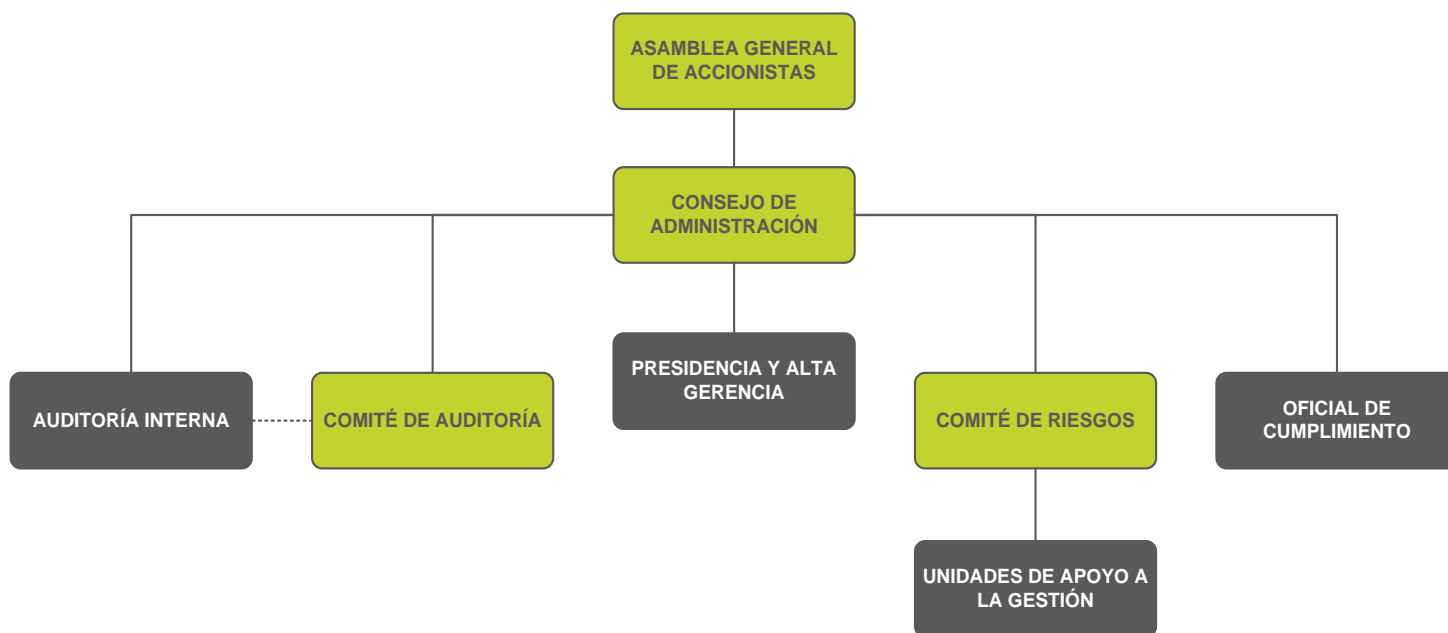 ASAMBLEA GENERAL
DE ACCIONISTAS
CONSEJO DE
ADMINISTRACIÓN
PRESIDENCIA Y ALTA
GERENCIA
AUDITORÍA INTERNA
COMITÉ DE AUDITORÍA
COMITÉ DE RIESGOS
OFICIAL DE
CUMPLIMIENTO
UNIDADES DE APOYO A
LA GESTIÓN